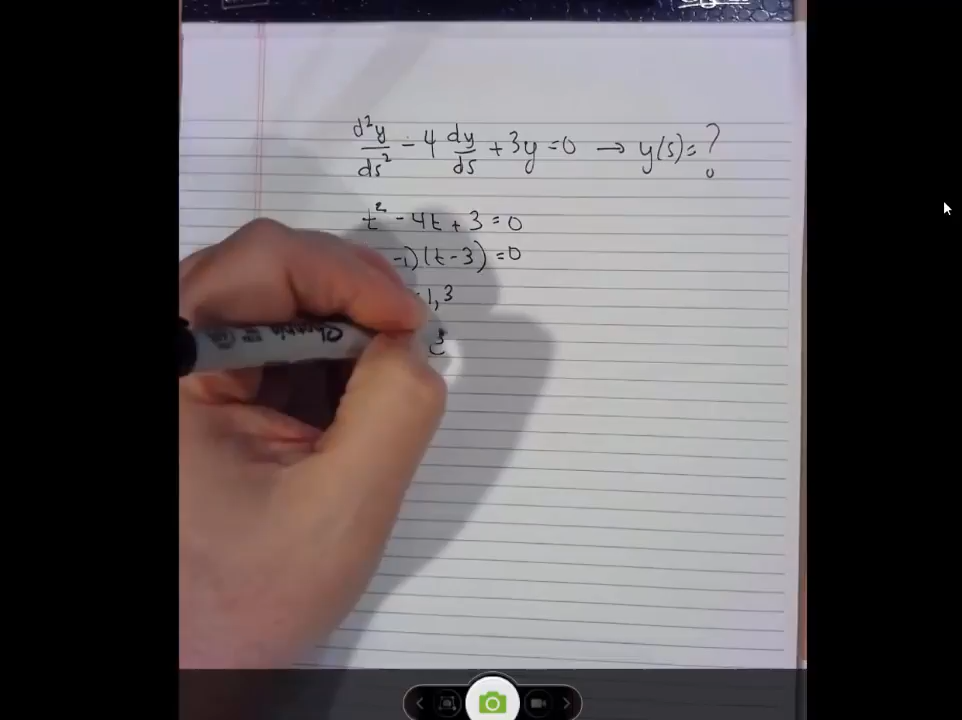 d²y/ds² - 4 dy/ds + 3y = 0 → y(s) = ?
t² - 4t + 3 = 0
-1)(t - 3) = 0
1, 3